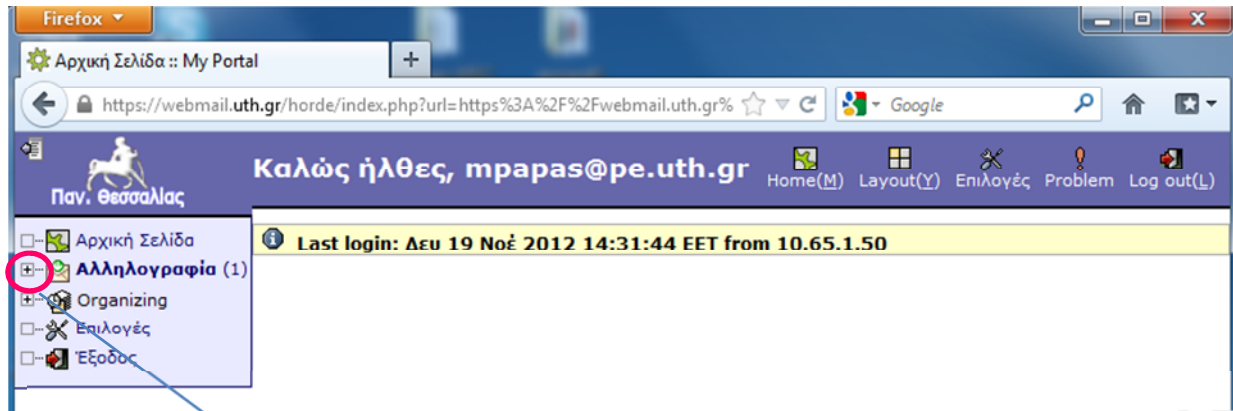 Firefox
Αρχική Σελίδα :: My Portal
https://webmail.uth.gr/horde/index.php?url=https%3A%2F%2Fwebmail.uth.gr%
Google
Παν. Θεσσαλίας
Καλώς ήλθες, mpapas@pe.uth.gr
Home(M) Layout(Y) Επιλογές Problem Log out(L)
Αρχική Σελίδα
Αλληλογραφία (1)
Organizing
Επιλογές
Έξοδος
Last login: Δευ 19 Νοέ 2012 14:31:44 EET from 10.65.1.50